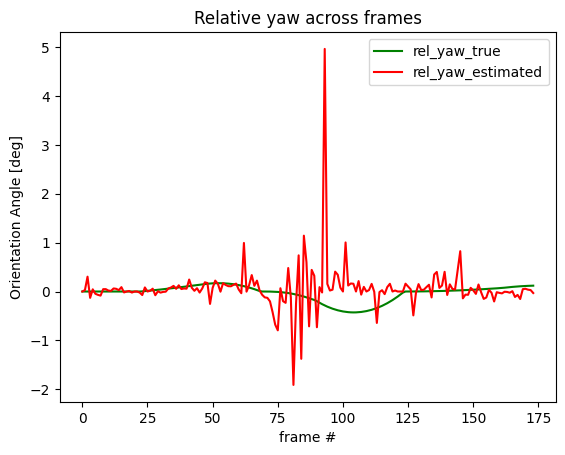 Relative yaw across frames
rel_yaw_true
rel_yaw_estimated
Orientation Angle [deg]
5
4
3
2
1
0
−1
−2
0 25 50 75 100 125 150 175
frame #